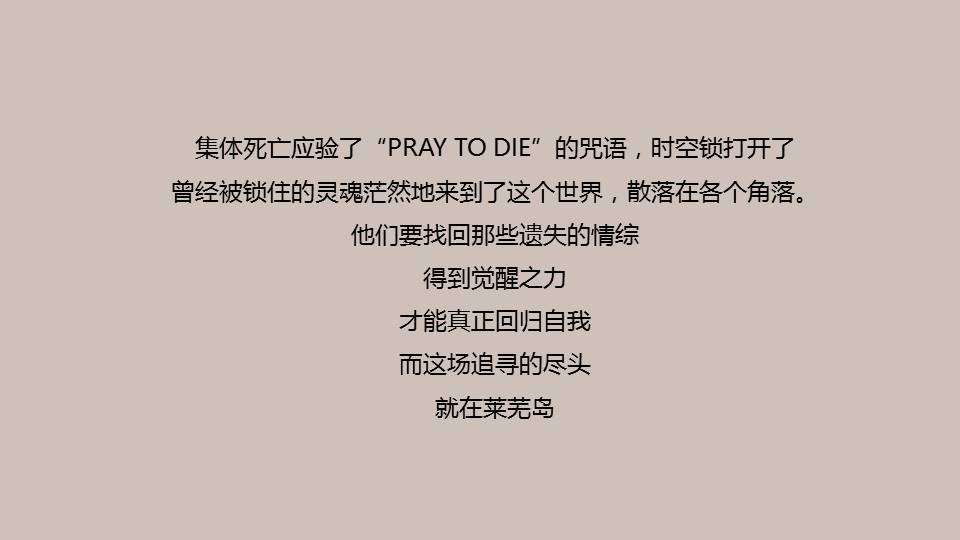 集体死亡应验了“PRAY TO DIE”的咒语，时空锁打开了
曾经被锁住的灵魂茫然地来到了这个世界，散落在各个角落。
他们要找回那些遗失的情综
得到觉醒之力
才能真正回归自我
而这场追寻的尽头
就在莱芜岛